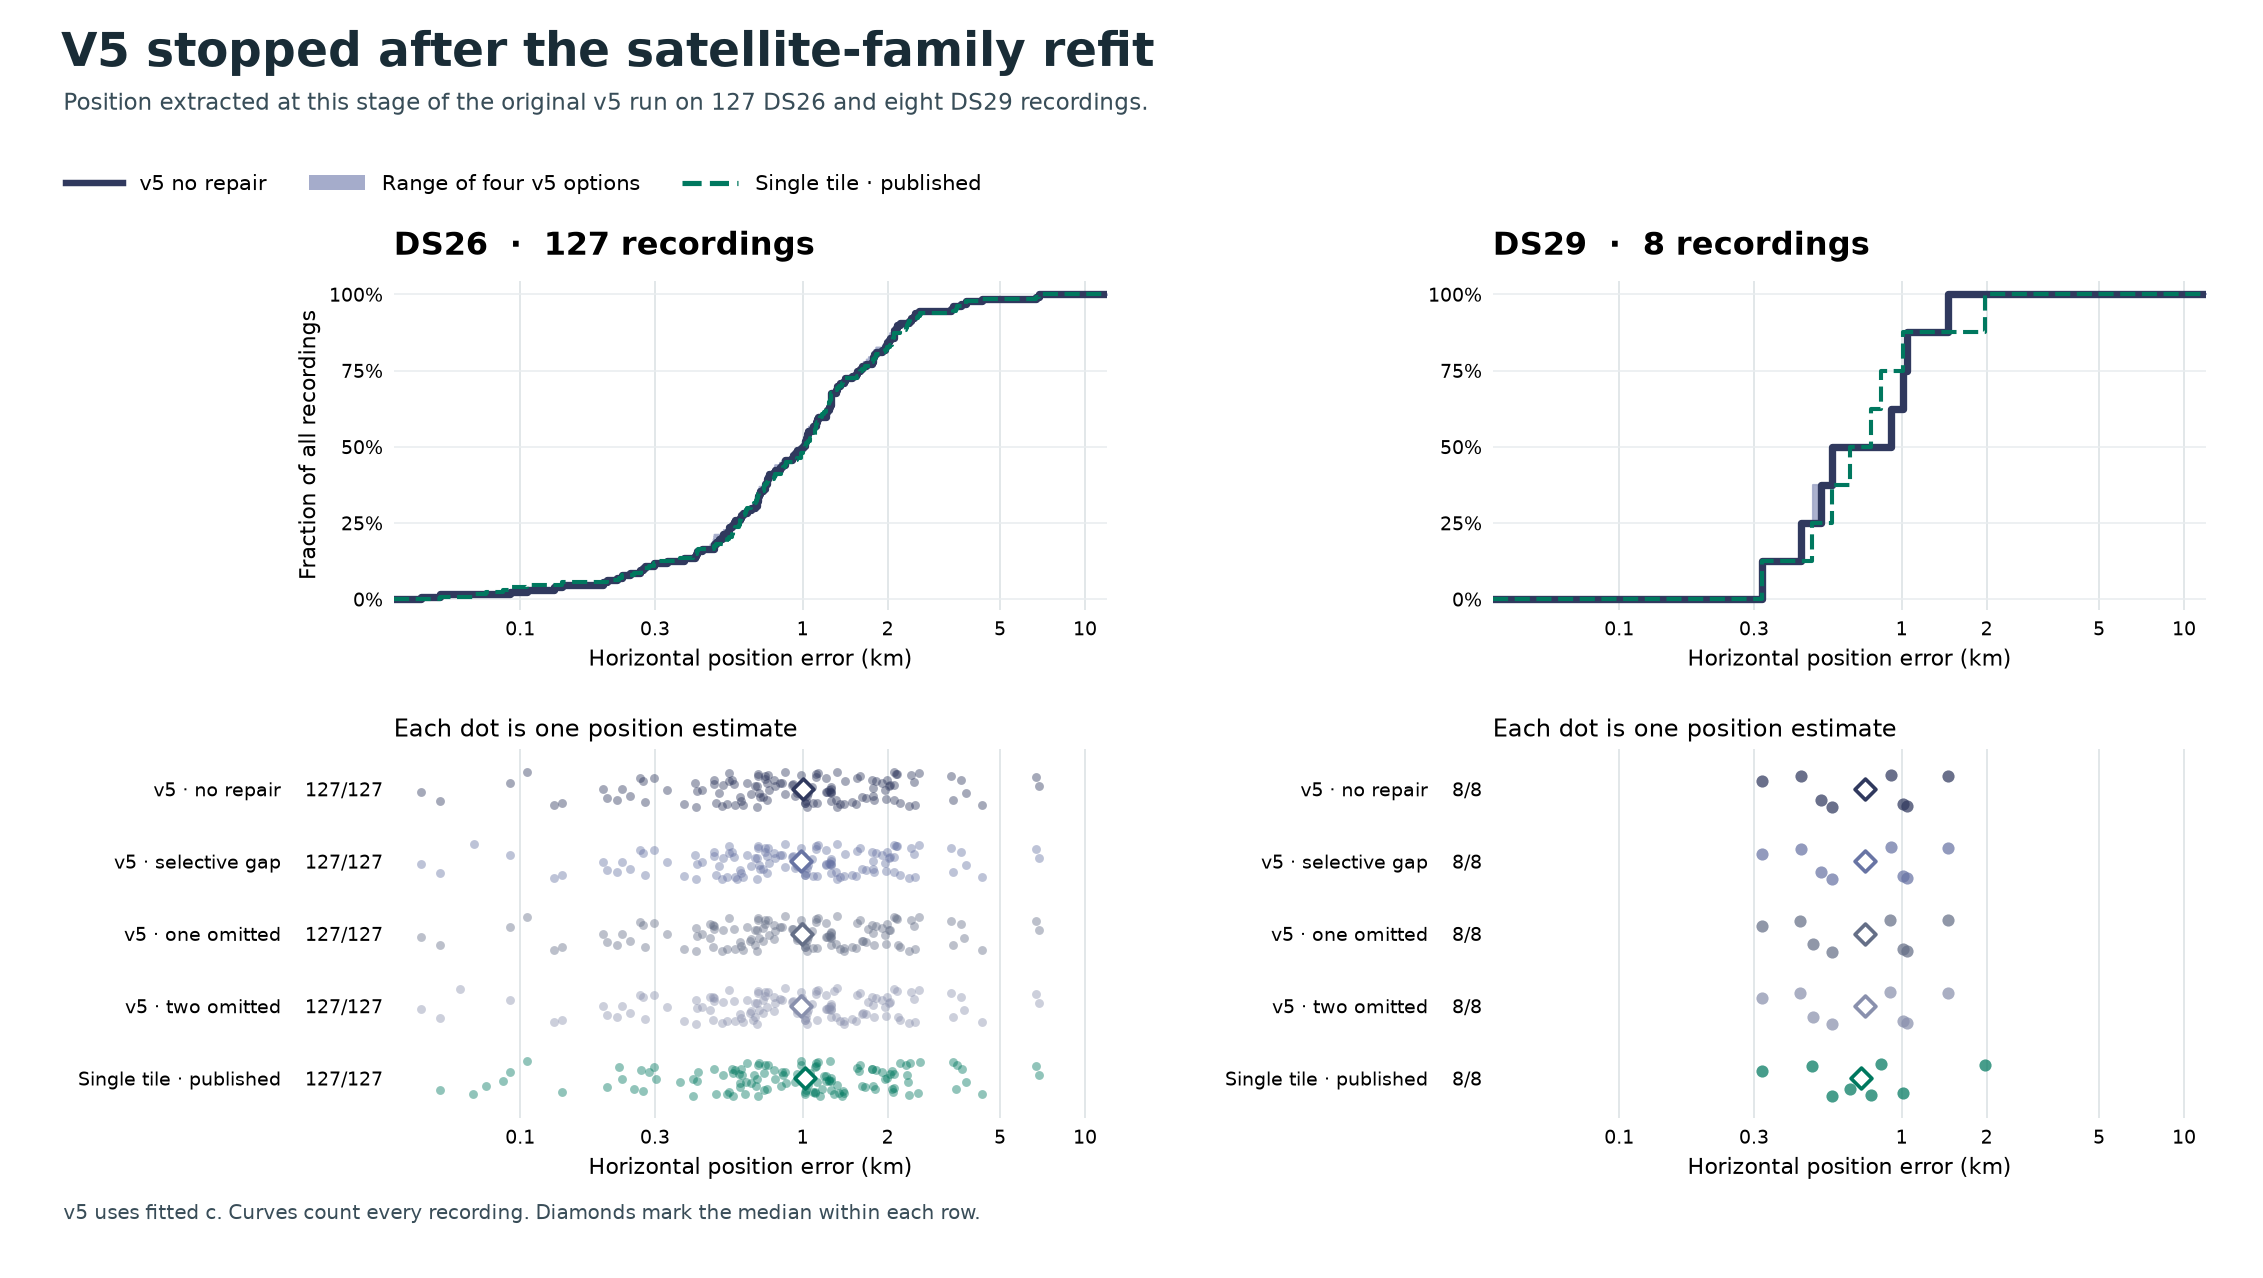 V5 stopped after the satellite-family refit
Position extracted at this stage of the original v5 run on 127 DS26 and eight DS29 recordings.
v5 no repair
Range of four v5 options
Single tile · published
DS26 · 127 recordings
100%
75%
50%
25%
0%
Fraction of all recordings
0.1 0.3 1 2 5 10
Horizontal position error (km)
DS29 · 8 recordings
100%
75%
50%
25%
0%
0.1 0.3 1 2 5 10
Horizontal position error (km)
Each dot is one position estimate
v5 · no repair 127/127
v5 · selective gap 127/127
v5 · one omitted 127/127
v5 · two omitted 127/127
Single tile · published 127/127
0.1 0.3 1 2 5 10
Horizontal position error (km)
Each dot is one position estimate
v5 · no repair 8/8
v5 · selective gap 8/8
v5 · one omitted 8/8
v5 · two omitted 8/8
Single tile · published 8/8
0.1 0.3 1 2 5 10
Horizontal position error (km)
v5 uses fitted c. Curves count every recording. Diamonds mark the median within each row.